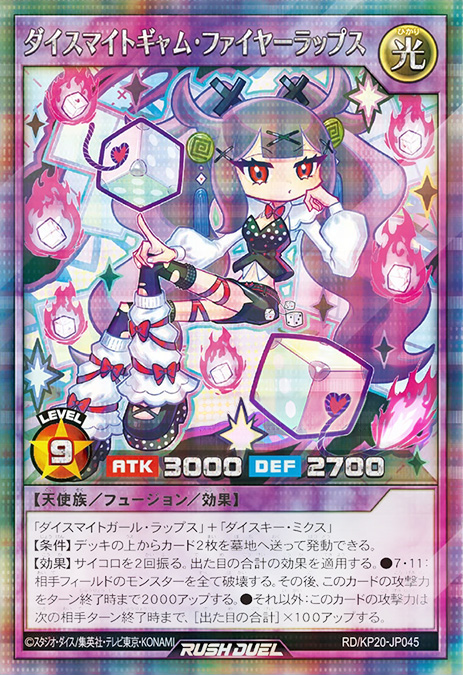 ダイスマイトギャム・ファイヤーラップス
ひかり
光
LEVEL
9
ATK 3000 DEF 2700
【天使族／フュージョン／効果】
「ダイスマイトガール・ラップス」+「ダイスキー・ミクス」
【条件】デッキの上からカード2枚を墓地へ送って発動できる。
【効果】サイコロを2回振る。出た目の合計の効果を適用する。●7・11：
相手フィールドのモンスターを全て破壊する。その後、このカードの攻撃力
をターン終了時まで2000アップする。●それ以外：このカードの攻撃力は
次の相手ターン終了時まで、［出た目の合計］×100アップする。
©スタジオ・ダイス/集英社・テレビ東京・KONAMI
RUSH DUEL
RD/KP20-JP045